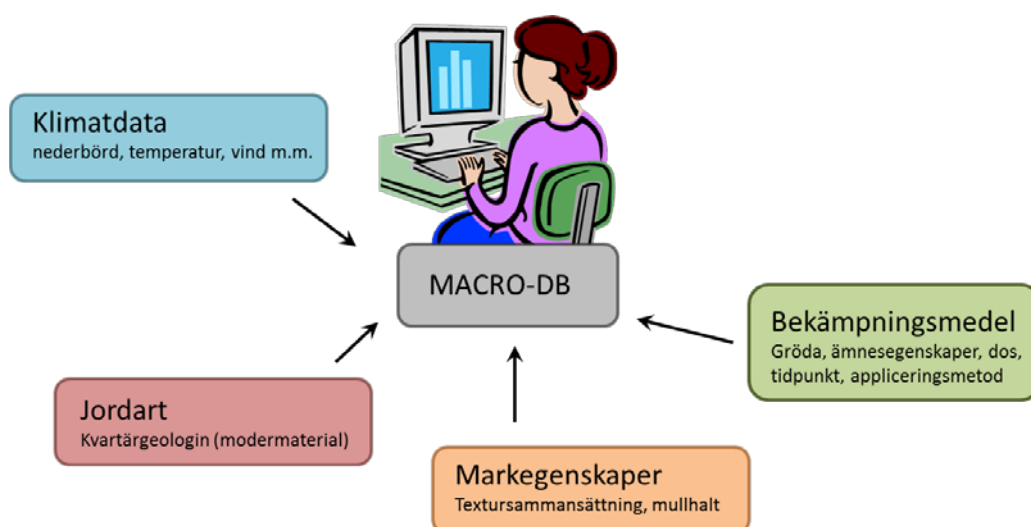 Klimatdata
nederbörd, temperatur, vind m.m.
MACRO-DB
Bekämpningsmedel
Gröda, ämnesegenskaper, dos,
tidpunkt, appliceringsmetod
Jordart
Kvartärgeologin (modermaterial)
Markegenskaper
Textursammansättning, mullhalt